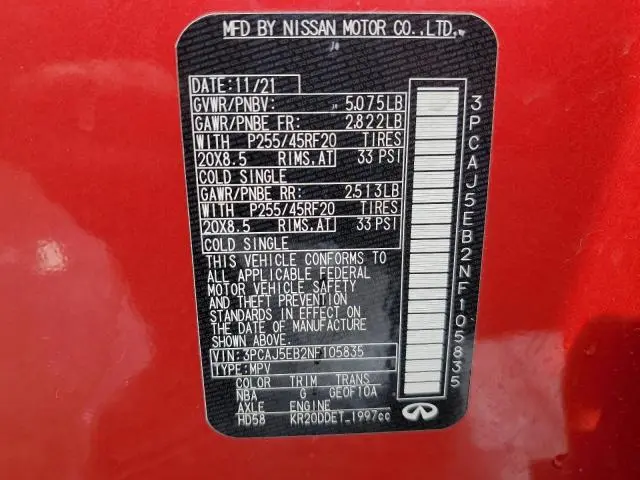 MFD BY NISSAN MOTOR CO.,LTD.
DATE:11/21
GVWR/PNBV: 5,075LB
GAWR/PNBE FR: 2,822LB
WITH P255/45RF20 TIRES
20X8.5 RIMS.AT 33 PSI
COLD SINGLE
GAWR/PNBE RR: 2,513LB
WITH P255/45RF20 TIRES
20X8.5 RIMS.AT 33 PSI
COLD SINGLE
THIS VEHICLE CONFORMS TO
ALL APPLICABLE FEDERAL
MOTOR VEHICLE SAFETY
AND THEFT PREVENTION
STANDARDS IN EFFECT ON
THE DATE OF MANUFACTURE
SHOWN ABOVE.
VIN:3PCAJ5EB2NF105835
TYPE:MPV
COLOR TRIM TRANS
NBA G GE0F10A
AXLE ENGINE
HD58 KR20DDET 1997cc
3PCAJ5EB2NF105835